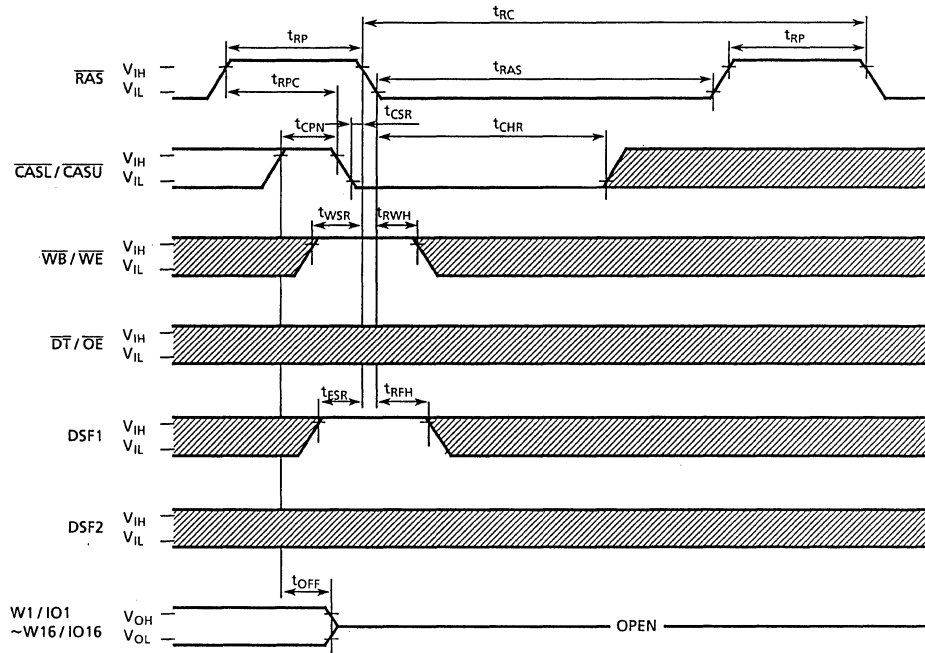 tRC
tRP
tRP
RAS
VIH
VIL
tRPC
tRAS
tCSR
tCPN
tCHR
CASL / CASU
VIH
VIL
tWSR
tRWH
WB / WE
VIH
VIL
DT / OE
VIH
VIL
tFSR
tRFH
DSF1
VIH
VIL
DSF2
VIH
VIL
tOFF
W1 / IO1
~W16 / IO16
VOH
VOL
OPEN